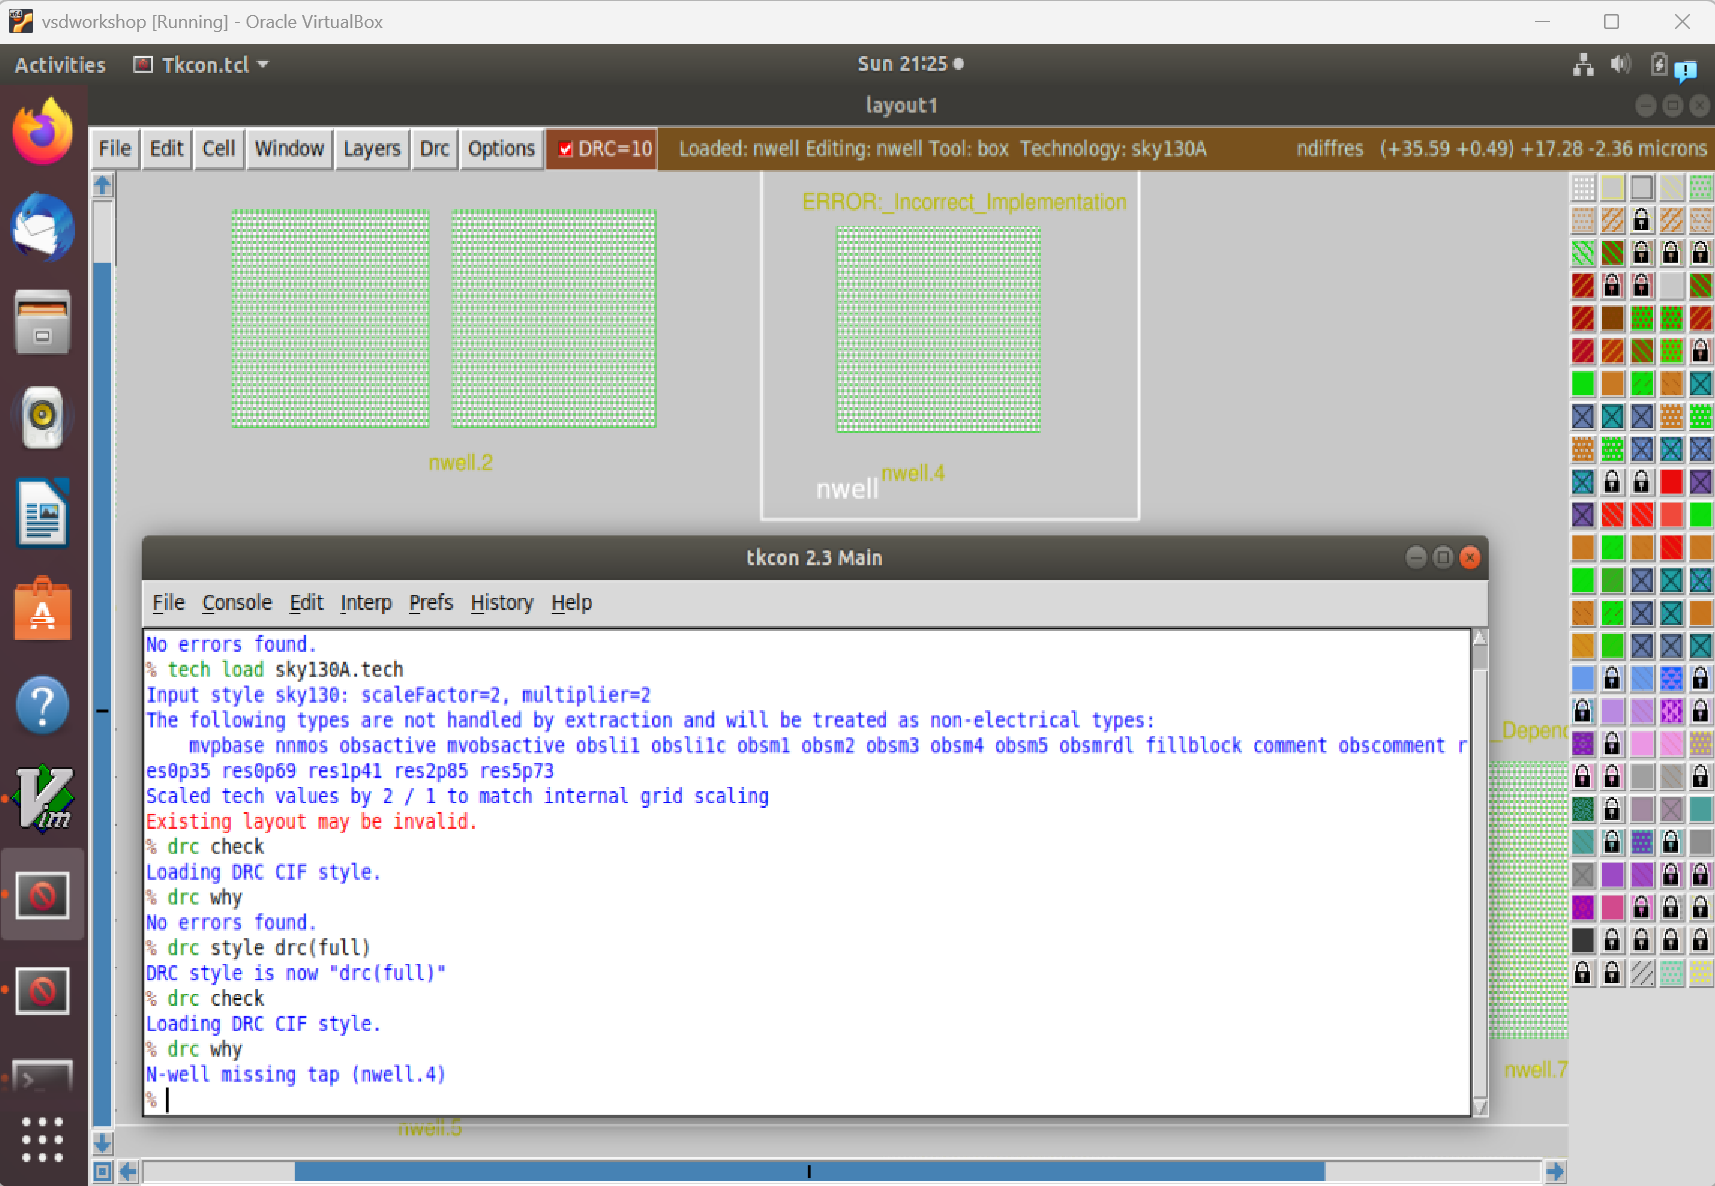 vsdworkshop [Running] - Oracle VirtualBox
Activities Tkcon.tcl Sun 21:25
layout1
File Edit Cell Window Layers Drc Options DRC=10 Loaded: nwell Editing: nwell Tool: box Technology: sky130A ndiffres (+35.59 +0.49) +17.28 -2.36 microns
ERROR:_Incorrect_Implementation
nwell.2
nwell.4
nwell
tkcon 2.3 Main
File Console Edit Interp Prefs History Help
No errors found.
% tech load sky130A.tech
Input style sky130: scaleFactor=2, multiplier=2
The following types are not handled by extraction and will be treated as non-electrical types:
mvpbase nnmos obsactive mvobsactive obsli1 obsli1c obsm1 obsm2 obsm3 obsm4 obsm5 obsmrdl fillblock comment obscomment r
es0p35 res0p69 res1p41 res2p85 res5p73
Scaled tech values by 2 / 1 to match internal grid scaling
Existing layout may be invalid.
% drc check
Loading DRC CIF style.
% drc why
No errors found.
% drc style drc(full)
DRC style is now "drc(full)"
% drc check
Loading DRC CIF style.
% drc why
N-well missing tap (nwell.4)
%
_Depend
nwell.7
nwell.5